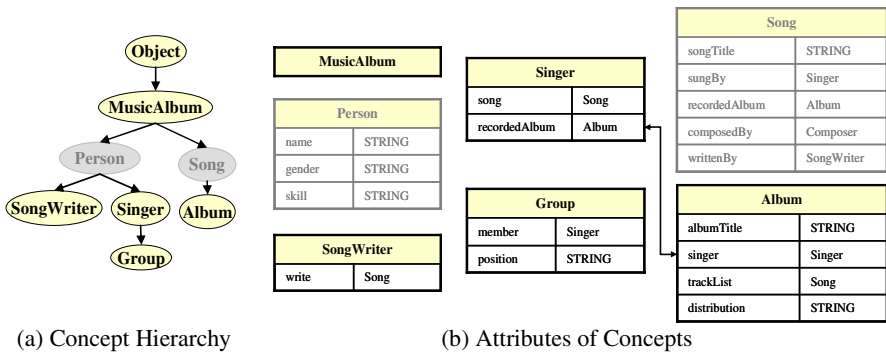 Object
MusicAlbum
Person
Song
SongWriter
Singer
Album
Group
(a) Concept Hierarchy
MusicAlbum
Person
name STRING
gender STRING
skill STRING
SongWriter
write Song
Singer
song Song
recordedAlbum Album
Group
member Singer
position STRING
Song
songTitle STRING
sungBy Singer
recordedAlbum Album
composedBy Composer
writtenBy SongWriter
Album
albumTitle STRING
singer Singer
trackList Song
distribution STRING
(b) Attributes of Concepts